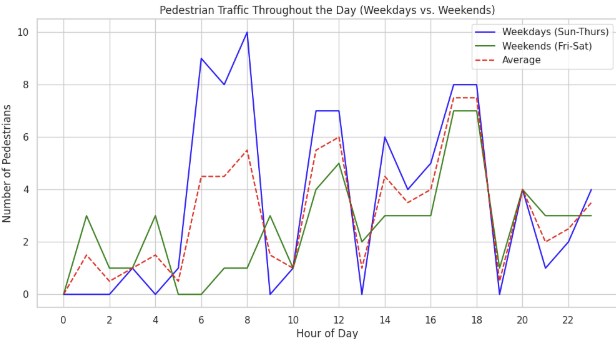 Pedestrian Traffic Throughout the Day (Weekdays vs. Weekends)
Number of Pedestrians
10
8
6
4
2
0
Weekdays (Sun-Thurs)
Weekends (Fri-Sat)
Average
0 2 4 6 8 10 12 14 16 18 20 22
Hour of Day